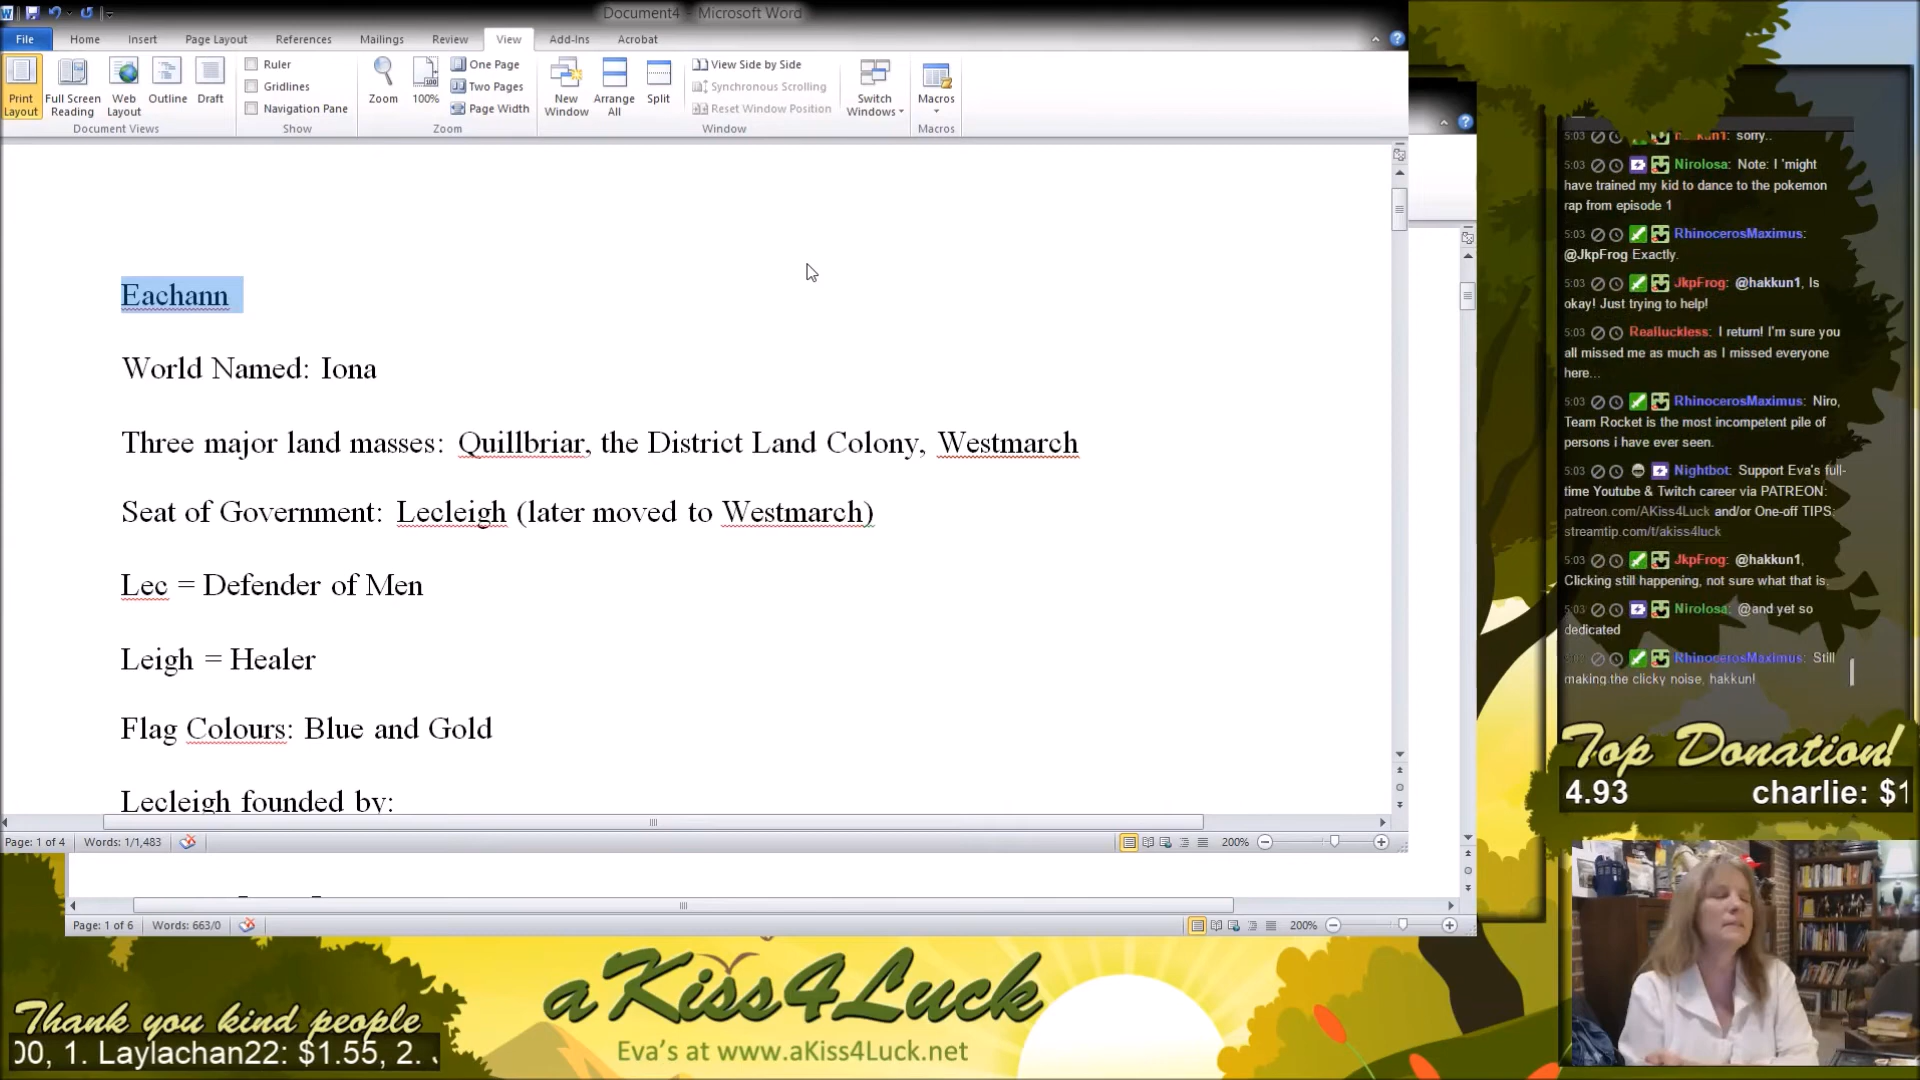 Document4 - Microsoft Word
File Home Insert Page Layout References Mailings Review View Add-Ins Acrobat
Print Layout
Full Screen Reading
Web Layout
Outline
Draft
Document Views
Ruler
Gridlines
Navigation Pane
Show
Zoom
100%
One Page
Two Pages
Page Width
Zoom
New Window
Arrange All
Split
View Side by Side
Synchronous Scrolling
Reset Window Position
Window
Switch Windows
Macros
Macros
Eachann
World Named: Iona
Three major land masses: Quillbriar, the District Land Colony, Westmarch
Seat of Government: Lecleigh (later moved to Westmarch)
Lec = Defender of Men
Leigh = Healer
Flag Colours: Blue and Gold
Lecleigh founded by:
Page: 1 of 4 Words: 1/1,483 200%
Page: 1 of 6 Words: 663/0 200%
5:03 sorry..
5:03 Nirolosa: Note: I 'might
have trained my kid to dance to the pokemon
rap from episode 1
5:03 RhinocerosMaximus:
@JkpFrog Exactly.
5:03 JkpFrog: @hakkun1, Is
okay! Just trying to help!
5:03 Realluckless: I return! I'm sure you
all missed me as much as I missed everyone
here...
5:03 RhinocerosMaximus: Niro,
Team Rocket is the most incompetent pile of
persons i have ever seen.
5:03 Nightbot: Support Eva's full-
time Youtube & Twitch career via PATREON:
patreon.com/AKiss4Luck and/or One-off TIPS:
streamtip.com/t/akiss4luck
5:03 JkpFrog: @hakkun1,
Clicking still happening, not sure what that is.
5:03 Nirolosa: @and yet so
dedicated
RhinocerosMaximus: Still
making the clicky noise, hakkun!
Top Donation!
4.93 charlie: $1
aKiss4Luck
Eva's at www.aKiss4Luck.net
Thank you kind people
00, 1. Laylachan22: $1.55, 2.